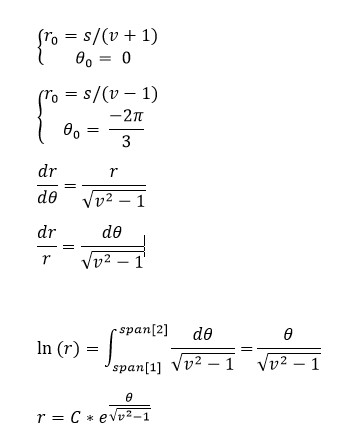 {r₀ = s/(v + 1)
θ₀ = 0
{r₀ = s/(v − 1)
θ₀ = −2π/3
dr/dθ = r/√(v² − 1)
dr/r = dθ/√(v² − 1)
ln (r) = ∫_span[1]^span[2] dθ/√(v² − 1) = θ/√(v² − 1)
r = C * e^(θ/√(v²−1))